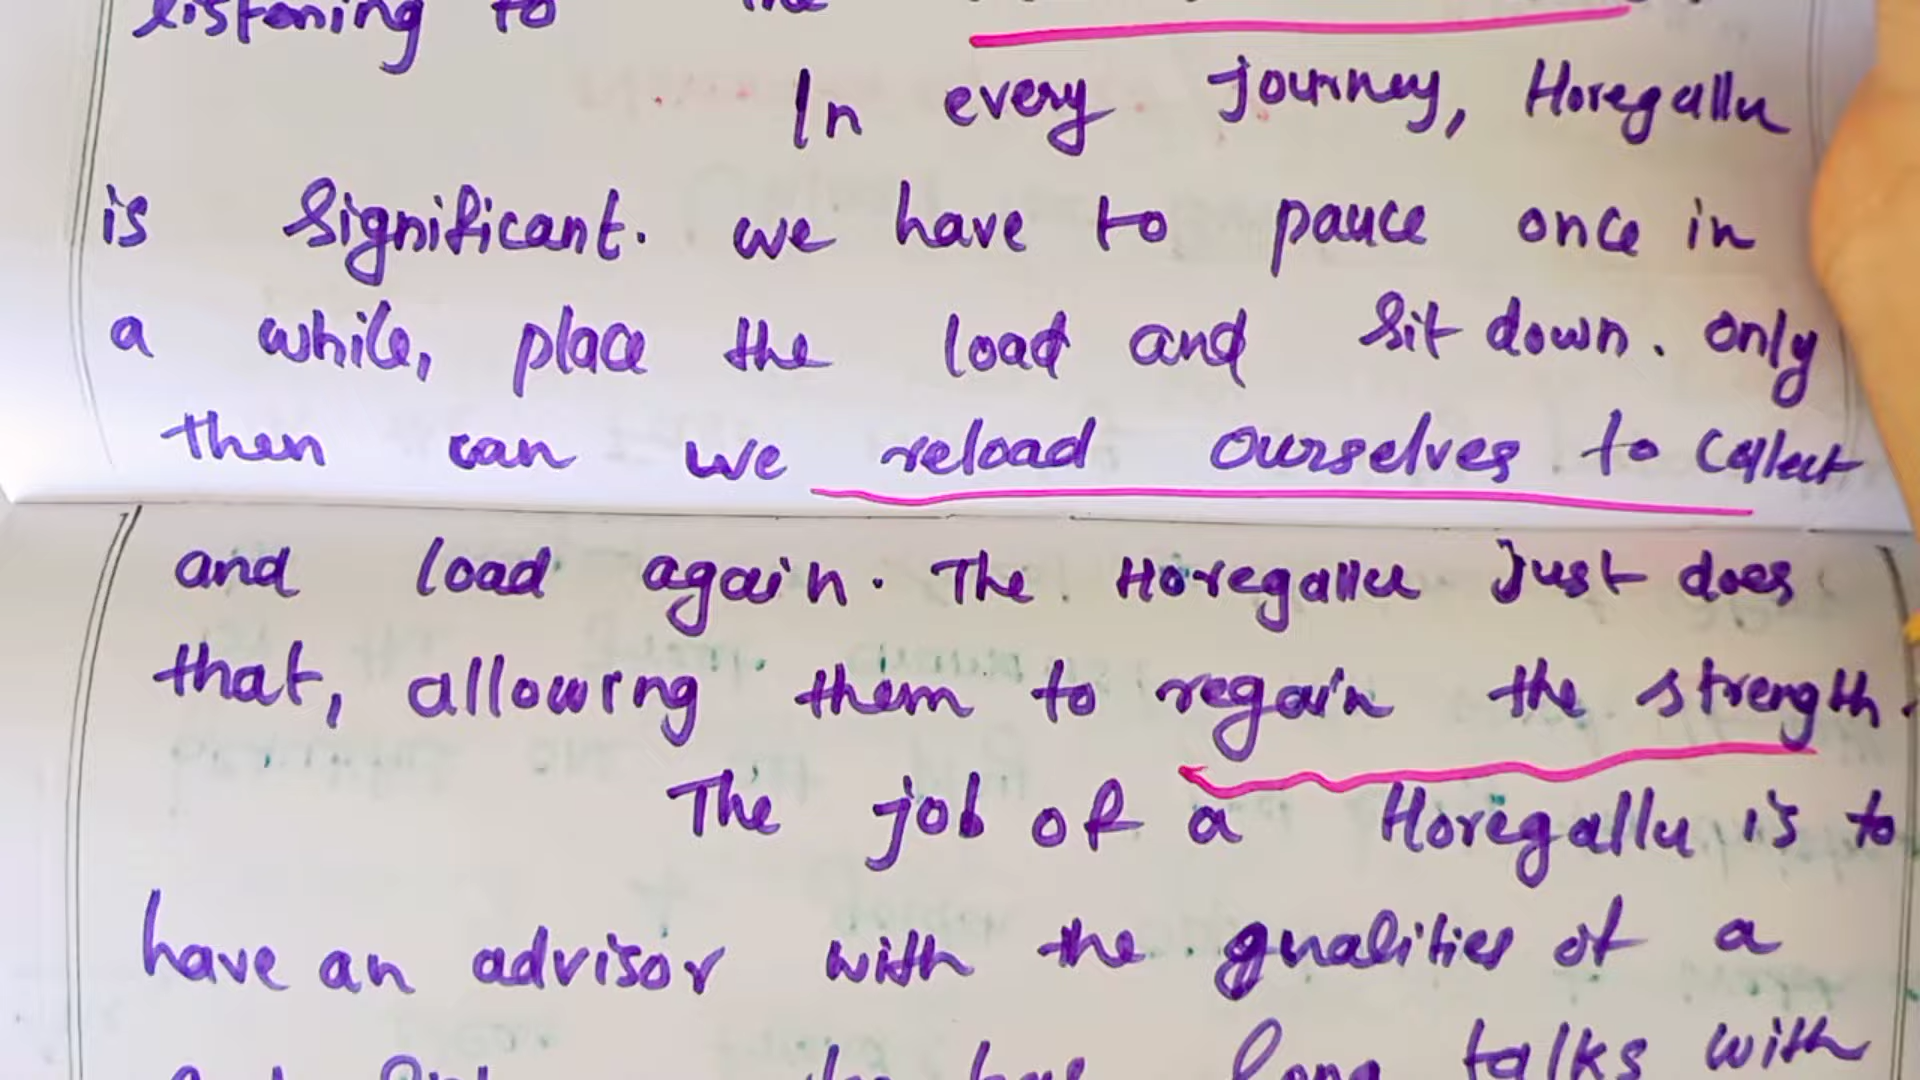 listening to the
In every journey, Horegallu
is significant. we have to pauce once in
a while, place the load and sit down. only
then can we reload ourselves to collect
and load again. The Horegallu just does
that, allowing them to regain the strength.
The job of a Horegallu is to
have an advisor with the qualities of a
long talks with